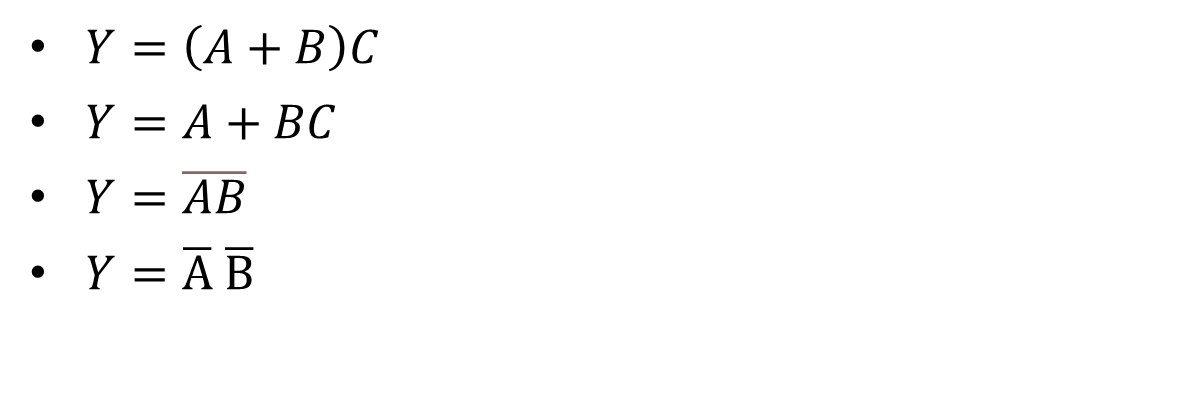 • Y = (A + B)C
• Y = A + BC
• Y = \overline{AB}
• Y = \overline{A} \overline{B}